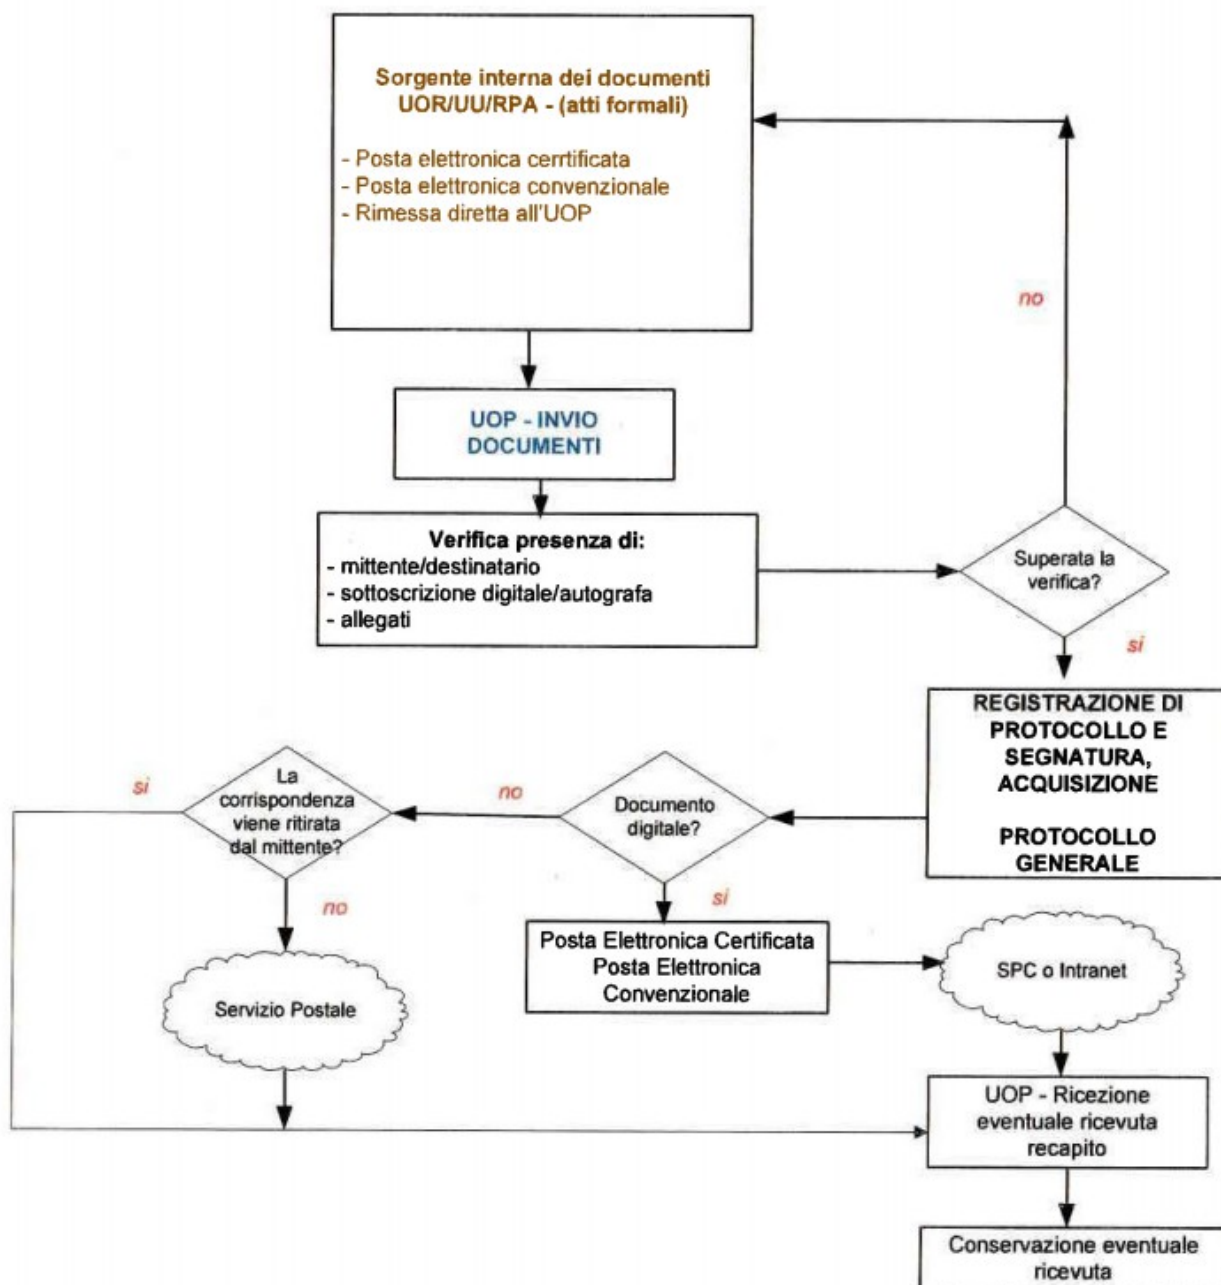 Sorgente interna dei documenti
UOR/UU/RPA - (atti formali)
- Posta elettronica cerrtificata
- Posta elettronica convenzionale
- Rimessa diretta all'UOP
no
UOP - INVIO
DOCUMENTI
Verifica presenza di:
- mittente/destinatario
- sottoscrizione digitale/autografa
- allegati
Superata la
verifica?
si
REGISTRAZIONE DI
PROTOCOLLO E
SEGNATURA,
ACQUISIZIONE
PROTOCOLLO
GENERALE
Documento
digitale?
no
La
corrispondenza
viene ritirata
dal mittente?
si
no
si
Servizio Postale
Posta Elettronica Certificata
Posta Elettronica
Convenzionale
SPC o Intranet
UOP - Ricezione
eventuale ricevuta
recapito
Conservazione eventuale
ricevuta